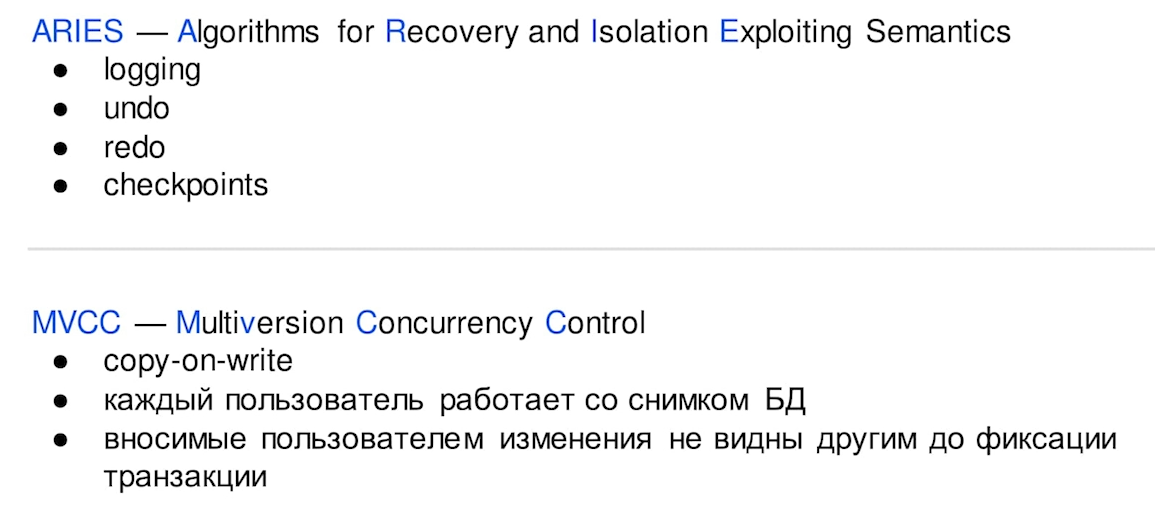 ARIES — Algorithms for Recovery and Isolation Exploiting Semantics
● logging
● undo
● redo
● checkpoints
MVCC — Multiversion Concurrency Control
● copy-on-write
● каждый пользователь работает со снимком БД
● вносимые пользователем изменения не видны другим до фиксации
транзакции